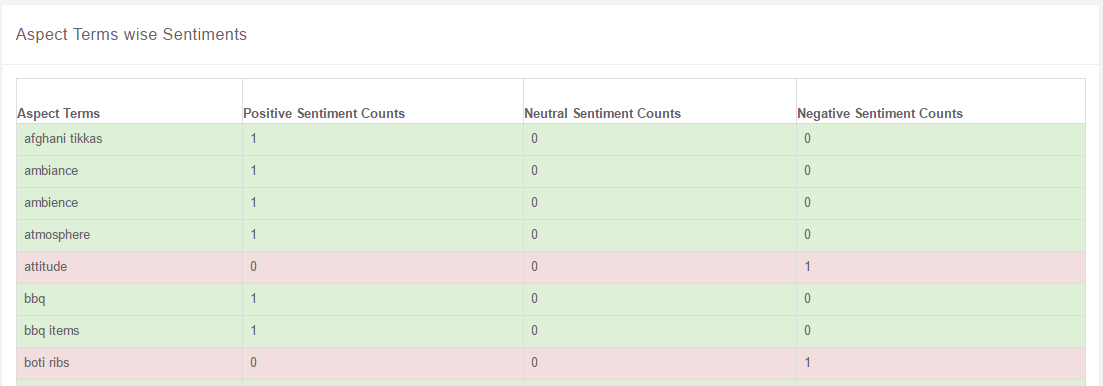 Aspect Terms wise Sentiments
Aspect Terms Positive Sentiment Counts Neutral Sentiment Counts Negative Sentiment Counts
afghani tikkas 1 0 0
ambiance 1 0 0
ambience 1 0 0
atmosphere 1 0 0
attitude 0 0 1
bbq 1 0 0
bbq items 1 0 0
boti ribs 0 0 1